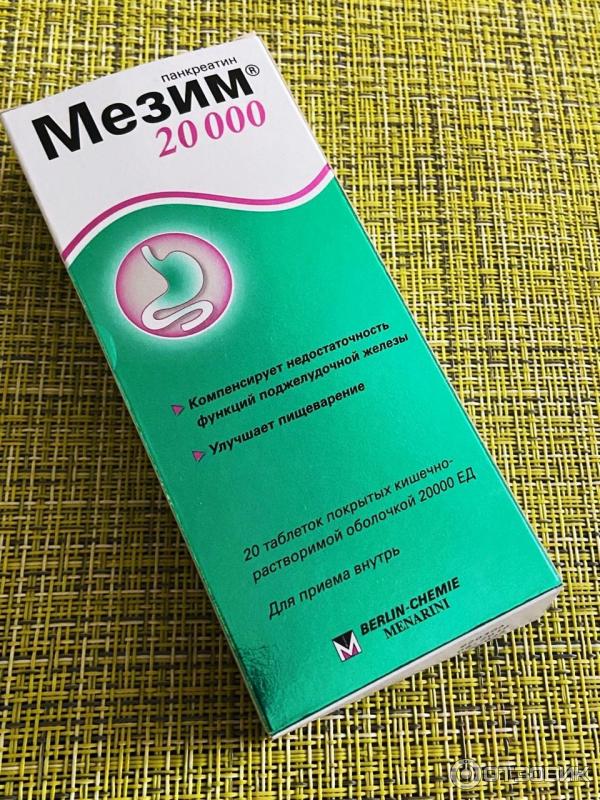 панкреатин
Мезим®
20 000
Компенсирует недостаточность
функций поджелудочной железы
Улучшает пищеварение
20 таблеток покрытых кишечно-
растворимой оболочкой 20000 ЕД
Для приема внутрь
BERLIN-CHEMIE
MENARINI
ОТЗОВИК